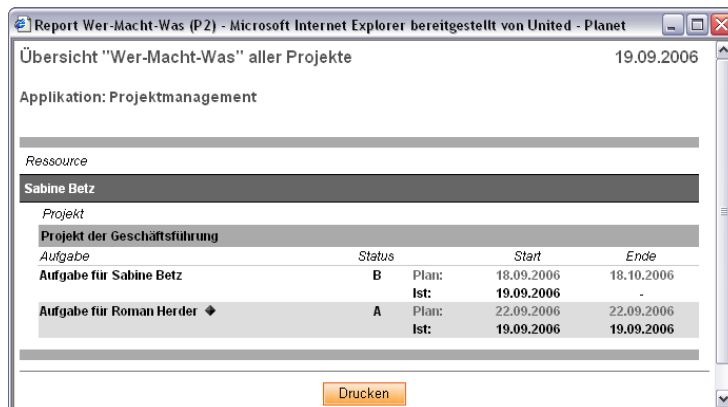 Report Wer-Macht-Was (P2) - Microsoft Internet Explorer bereitgestellt von United - Planet
Übersicht "Wer-Macht-Was" aller Projekte 19.09.2006
Applikation: Projektmanagement
Ressource
Sabine Betz
Projekt
Projekt der Geschäftsführung
Aufgabe Status Start Ende
Aufgabe für Sabine Betz B Plan: 18.09.2006 18.10.2006
Ist: 19.09.2006 -
Aufgabe für Roman Herder A Plan: 22.09.2006 22.09.2006
Ist: 19.09.2006 19.09.2006
Drucken